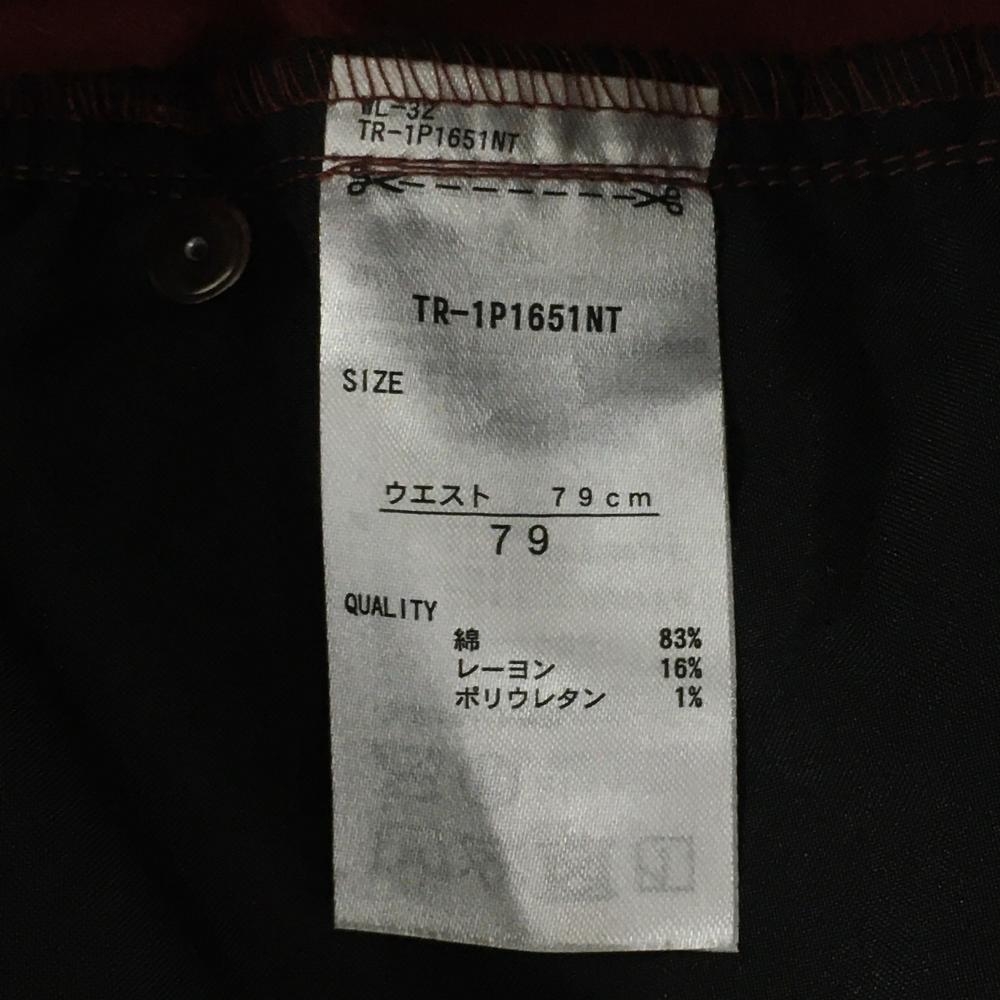 WL-32
TR-1P1651NT
TR-1P1651NT
SIZE
ウエスト 79cm
79
QUALITY
綿 83%
レーヨン 16%
ポリウレタン 1%